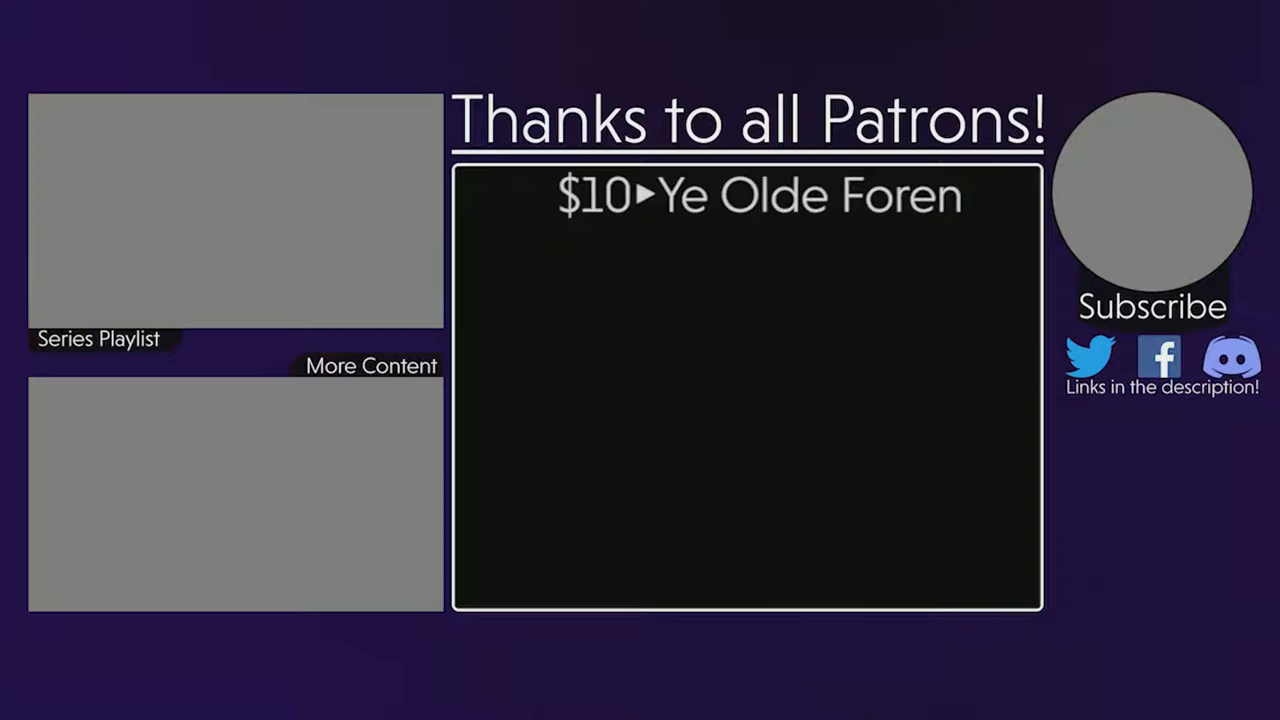 Thanks to all Patrons!
$10▶Ye Olde Foren
Series Playlist
More Content
Subscribe
Links in the description!